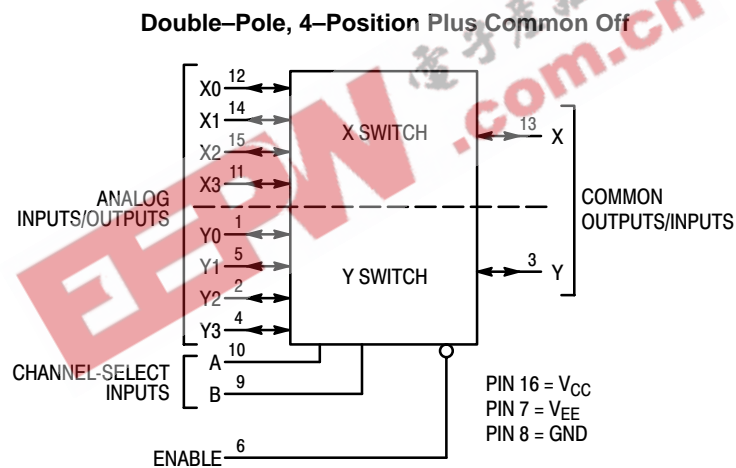 Double–Pole, 4–Position Plus Common Off
X0 12
X1 14
X2 15
X3 11
Y0 1
Y1 5
Y2 2
Y3 4
ANALOG
INPUTS/OUTPUTS
X SWITCH
Y SWITCH
13 X
3 Y
COMMON
OUTPUTS/INPUTS
CHANNEL-SELECT
INPUTS
A 10
B 9
ENABLE 6
PIN 16 = VCC
PIN 7 = VEE
PIN 8 = GND
EEPW
.com.cn